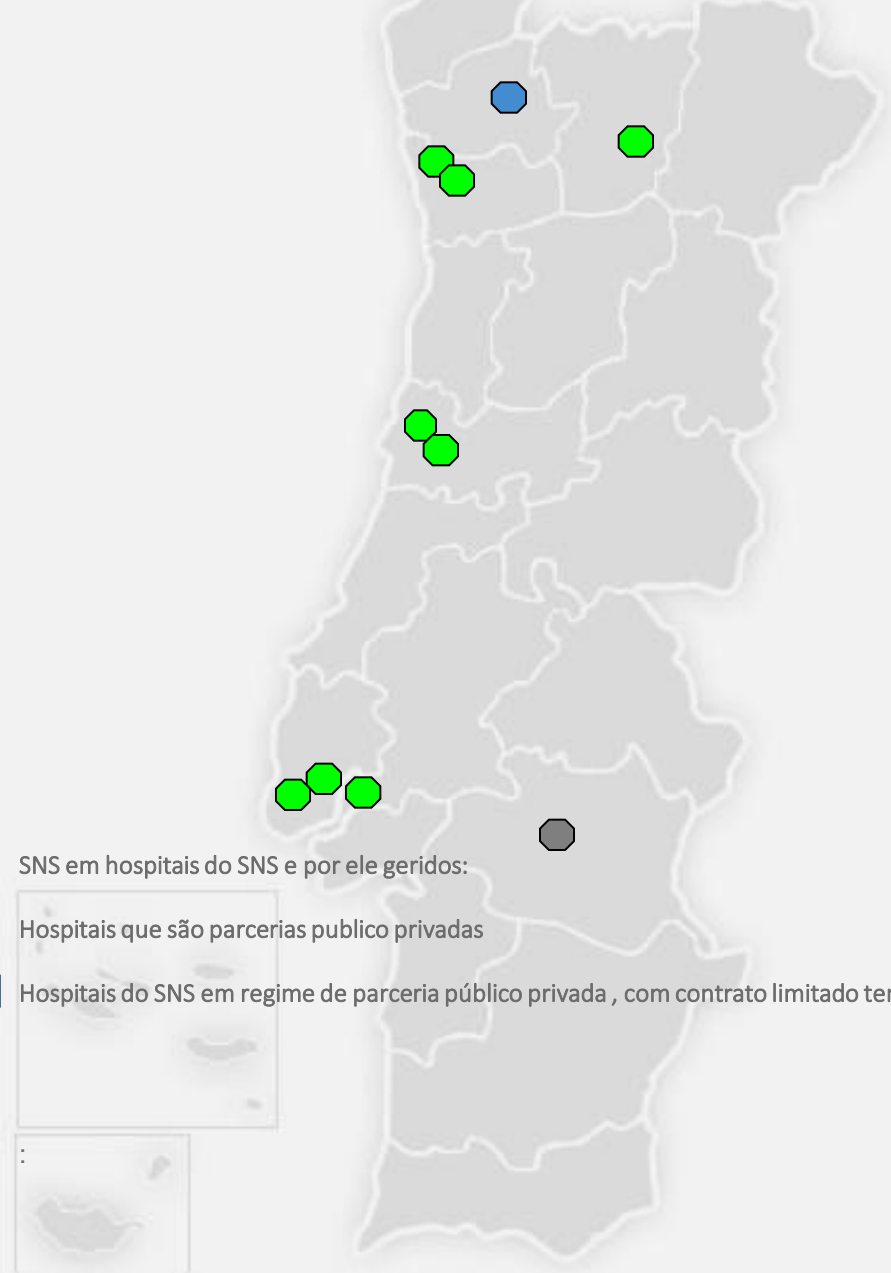 SNS em hospitais do SNS e por ele geridos:
Hospitais que são parcerias publico privadas
Hospitais do SNS em regime de parceria público privada , com contrato limitado ter
: